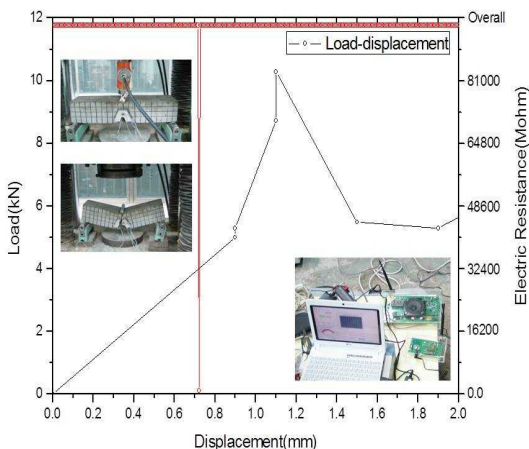 12
10
8
6
4
2
0
Load(kN)
Load-displacement
Overall
81000
64800
48600
32400
16200
0.0
Electric Resistance(Mohm)
0.0 0.2 0.4 0.6 0.8 1.0 1.2 1.4 1.6 1.8 2.0
Displacement(mm)